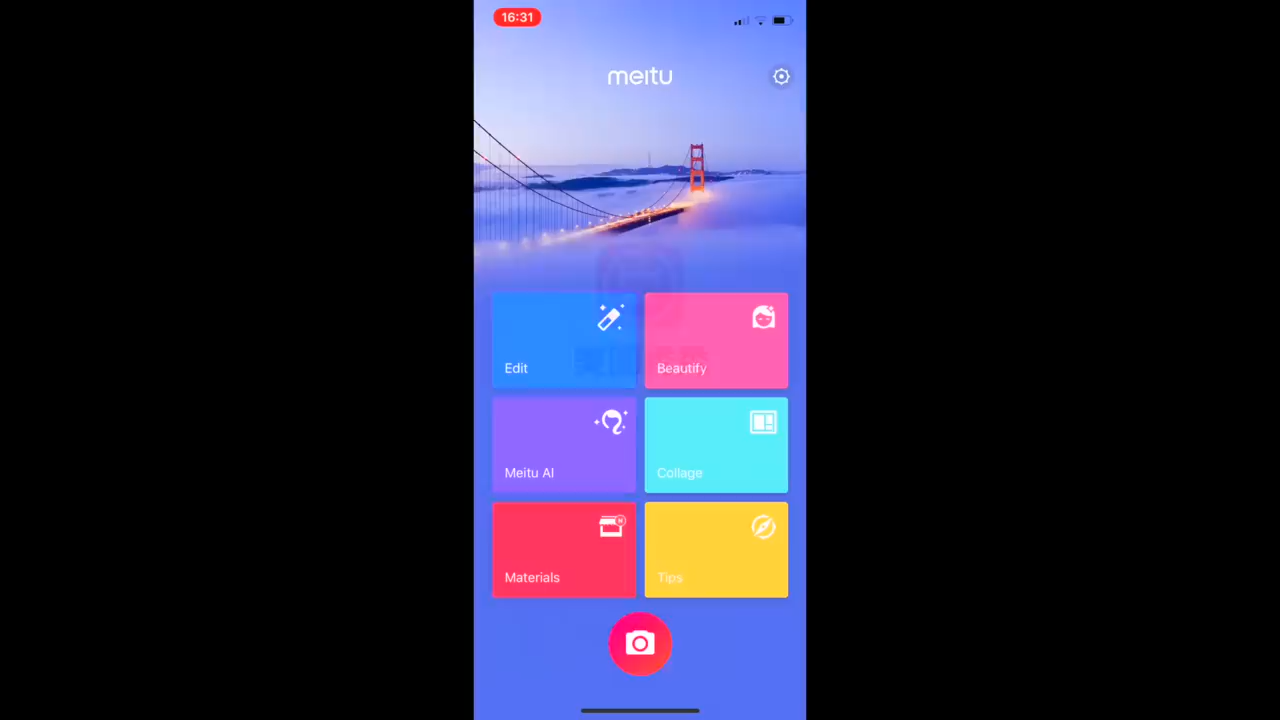 16:31
meitu
Edit
Beautify
Meitu AI
Collage
Materials
Tips